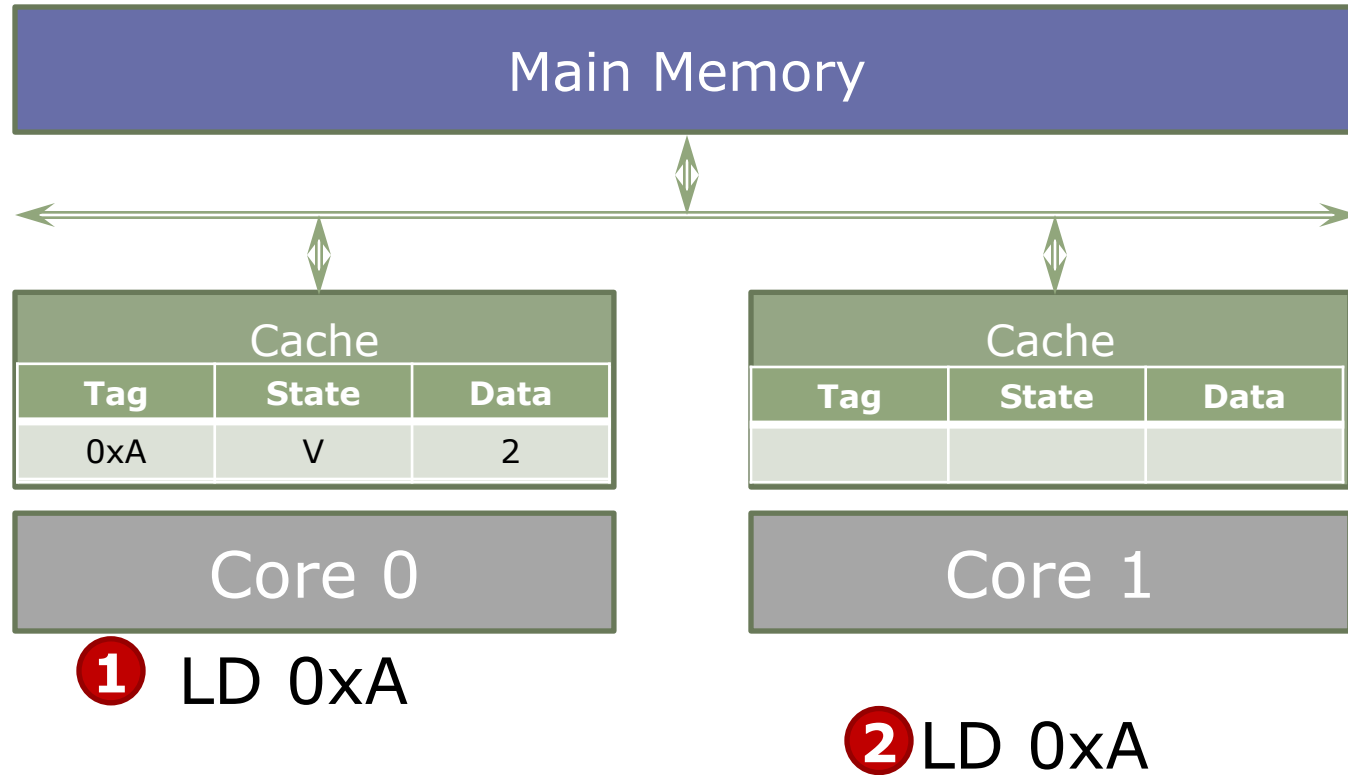 Main Memory
Cache
Tag State Data
0xA V 2
Core 0
1 LD 0xA
Cache
Tag State Data
Core 1
2 LD 0xA